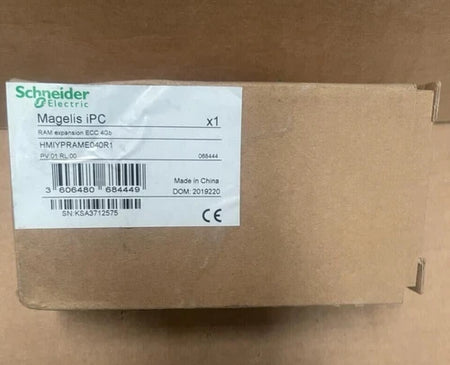 Schneider
Electric
Magelis iPC
x1
RAM expansion ECC 4Gb
HMIYPRAME040R1
PV:01 RL:00
068444
3 606480 684449
Made in China
DOM: 2019220
SN:KSA3712575
CE